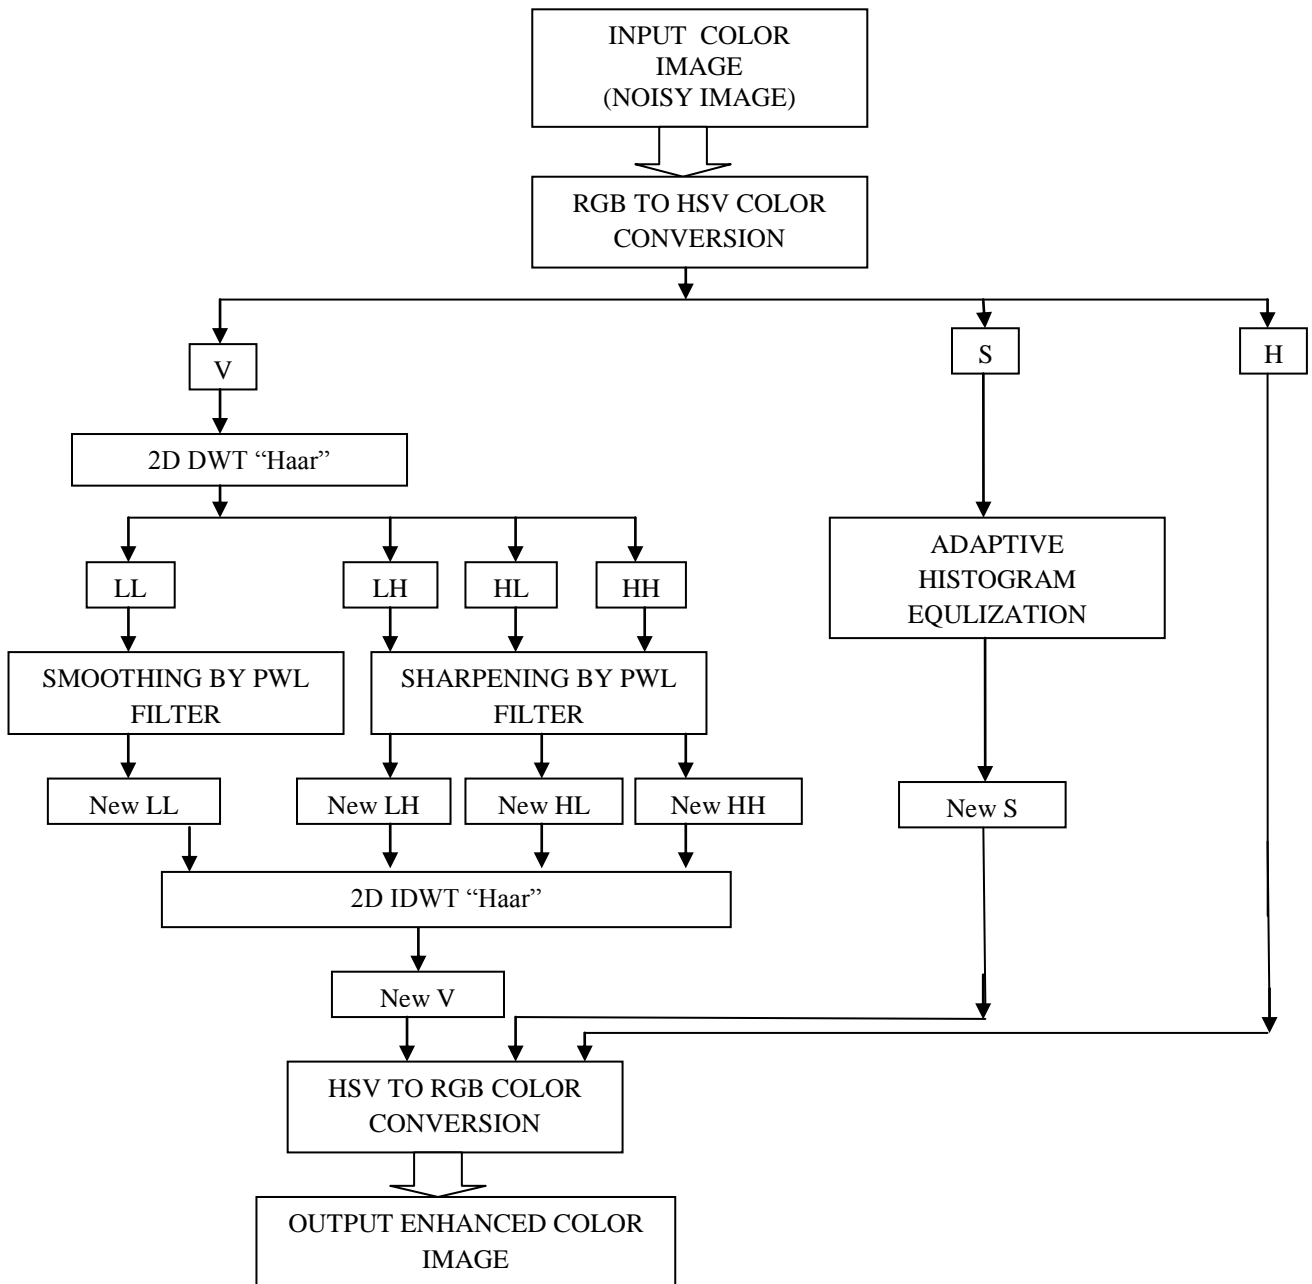 INPUT COLOR
IMAGE
(NOISY IMAGE)
RGB TO HSV COLOR
CONVERSION
V
S
H
2D DWT “Haar”
LL
LH
HL
HH
ADAPTIVE
HISTOGRAM
EQULIZATION
SMOOTHING BY PWL
FILTER
SHARPENING BY PWL
FILTER
New LL
New LH
New HL
New HH
New S
2D IDWT “Haar”
New V
HSV TO RGB COLOR
CONVERSION
OUTPUT ENHANCED COLOR
IMAGE